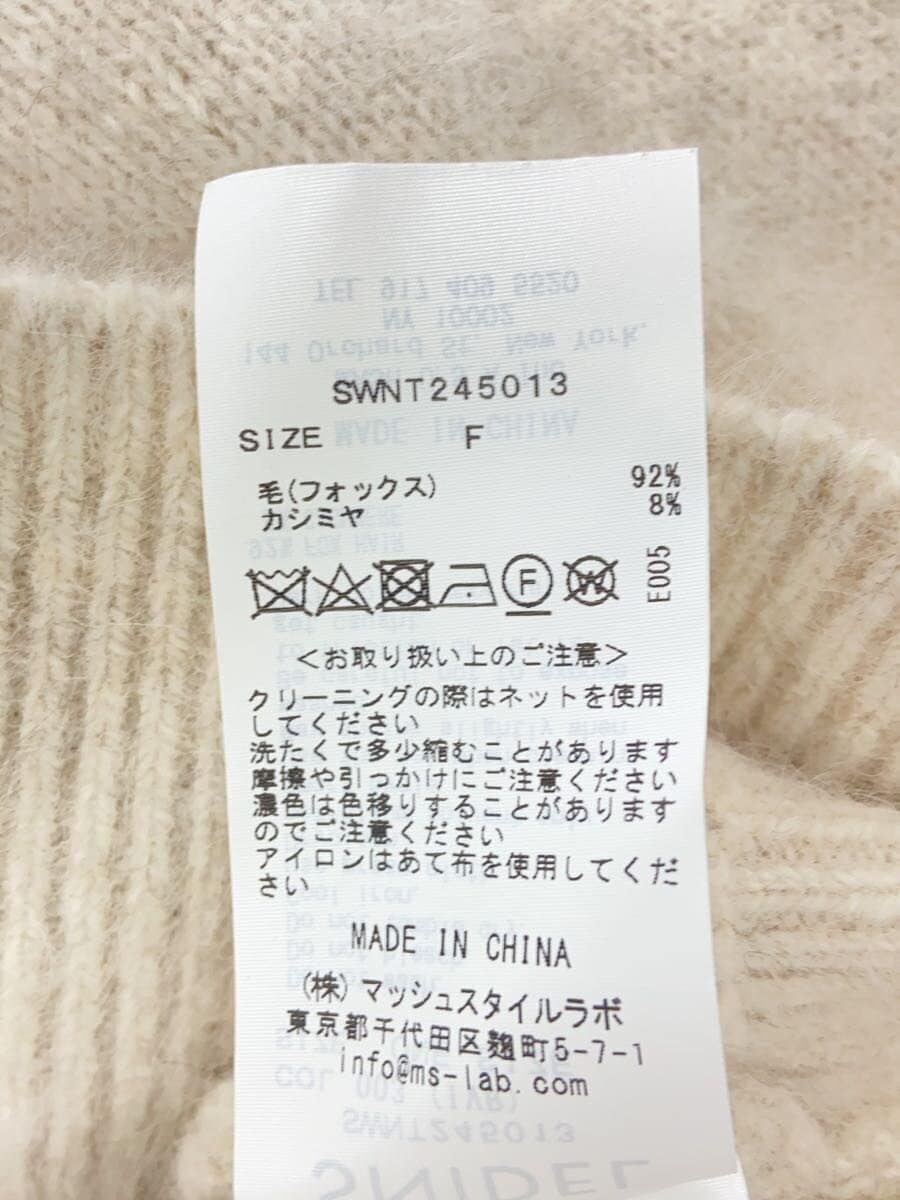 SWNT245013
SIZE F
毛(フォックス) 92%
カシミヤ 8%
F W E005
<お取り扱い上のご注意>
クリーニングの際はネットを使用
してください
洗たくで多少縮むことがあります
摩擦や引っかけにご注意ください
濃色は色移りすることがあります
のでご注意ください
アイロンはあて布を使用してくだ
さい
MADE IN CHINA
(株)マッシュスタイルラボ
東京都千代田区麹町5-7-1
info@ms-lab.com